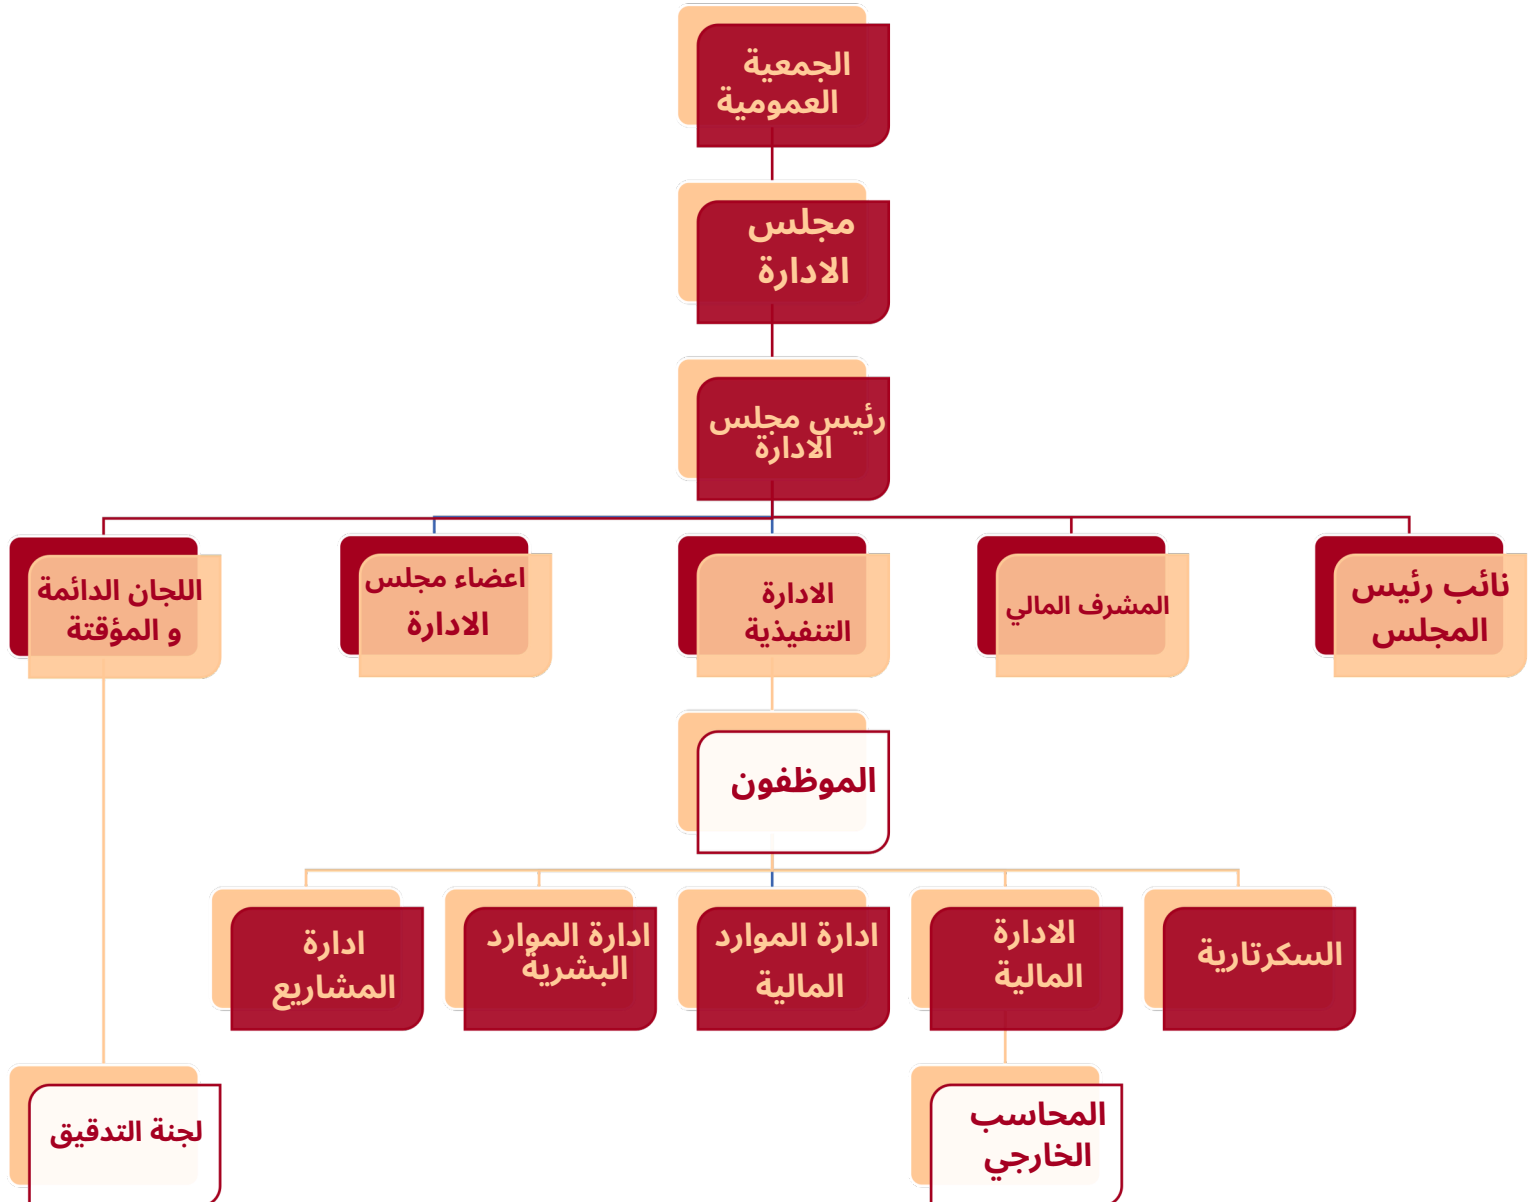 الجمعية
العمومية
مجلس
الادارة
رئيس مجلس
الادارة
نائب رئيس
المجلس
المشرف المالي
الادارة
التنفيذية
اعضاء مجلس
الادارة
اللجان الدائمة
و المؤقتة
الموظفون
السكرتارية
الادارة
المالية
ادارة الموارد
المالية
ادارة الموارد
البشرية
ادارة
المشاريع
المحاسب
الخارجي
لجنة التدقيق